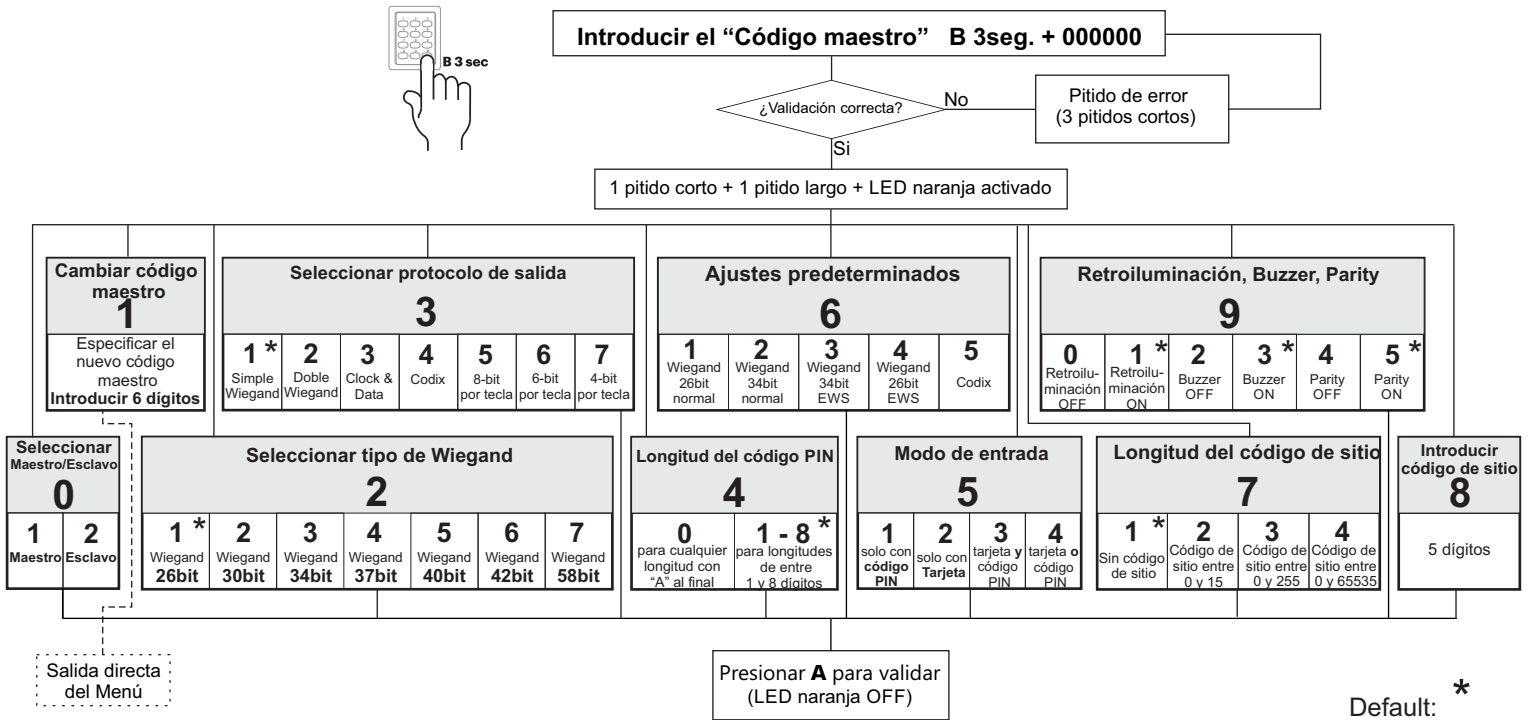 Introducir el “Código maestro” B 3seg. + 000000
B 3 sec
¿Validación correcta?
No
Pitido de error
(3 pitidos cortos)
Si
1 pitido corto + 1 pitido largo + LED naranja activado
Cambiar código
maestro
1
Especificar el
nuevo código
maestro
Introducir 6 dígitos
Seleccionar protocolo de salida
3
1 *
Simple
Wiegand
2
Doble
Wiegand
3
Clock &
Data
4
Codix
5
8-bit
por tecla
6
6-bit
por tecla
7
4-bit
por tecla
Ajustes predeterminados
6
1
Wiegand
26bit
normal
2
Wiegand
34bit
normal
3
Wiegand
34bit
EWS
4
Wiegand
26bit
EWS
5
Codix
Retroiluminación, Buzzer, Parity
9
0
Retroilu-
minación
OFF
1 *
Retroilu-
minación
ON
2
Buzzer
OFF
3 *
Buzzer
ON
4
Parity
OFF
5 *
Parity
ON
Seleccionar
Maestro/Esclavo
0
1
Maestro
2
Esclavo
Seleccionar tipo de Wiegand
2
1 *
Wiegand
26bit
2
Wiegand
30bit
3
Wiegand
34bit
4
Wiegand
37bit
5
Wiegand
40bit
6
Wiegand
42bit
7
Wiegand
58bit
Longitud del código PIN
4
0
para cualquier
longitud con
“A” al final
1 - 8 *
para longitudes
de entre
1 y 8 dígitos
Modo de entrada
5
1
solo con
código
PIN
2
solo con
Tarjeta
3
tarjeta y
código
PIN
4
tarjeta o
código
PIN
Longitud del código de sitio
7
1 *
Sin código
de sitio
2
Código de
sitio entre
0 y 15
3
Código de
sitio entre
0 y 255
4
Código de
sitio entre
0 y 65535
Introducir
código de sitio
8
5 dígitos
Salida directa
del Menú
Presionar A para validar
(LED naranja OFF)
Default: *